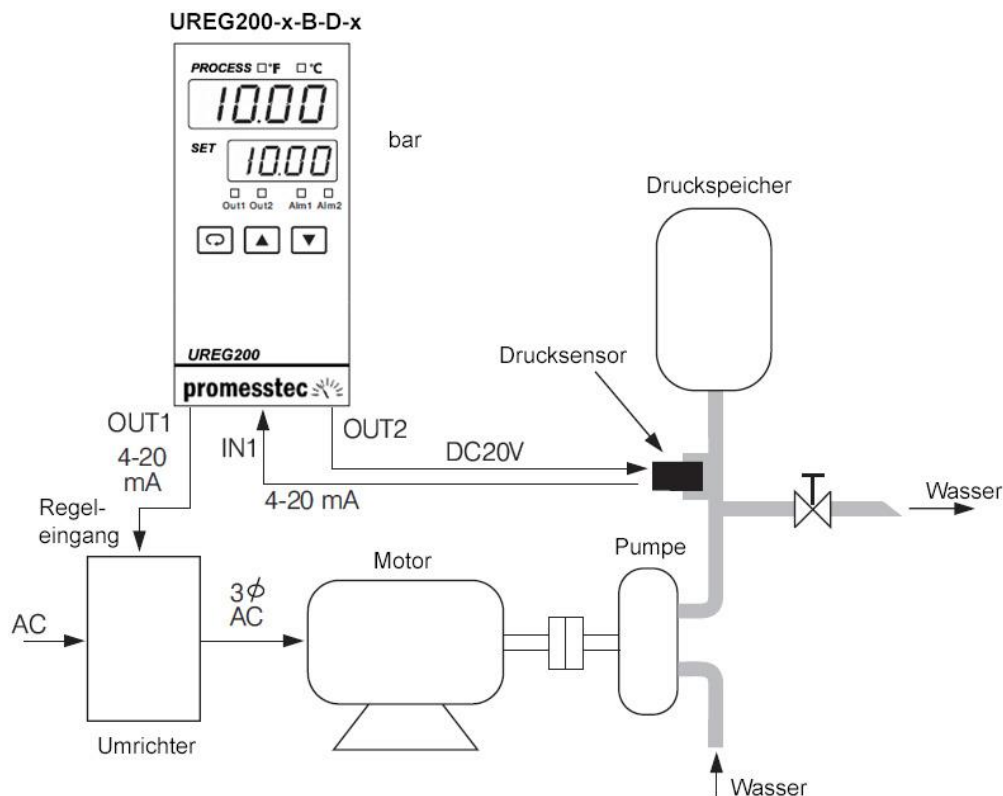 UREG200-x-B-D-x
PROCESS °F °C
10.00
bar
SET 10.00
Out1 Out2 Alm1 Alm2
UREG200
promesstec
Druckspeicher
Drucksensor
OUT1
4-20
mA
IN1
OUT2
DC20V
4-20 mA
Regel-
eingang
Wasser
Pumpe
Motor
3ϕ
AC
AC
Umrichter
Wasser